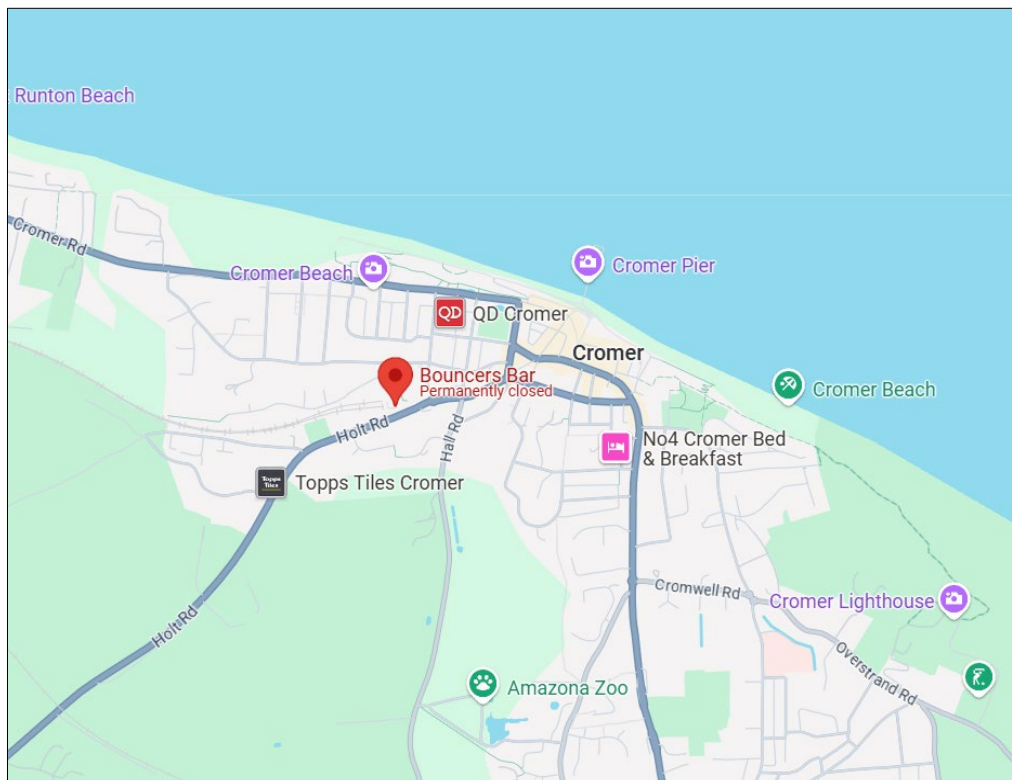 Runton Beach
Cromer Rd
Cromer Beach
Cromer Pier
QD
QD Cromer
Cromer
Bouncers Bar
Permanently closed
Cromer Beach
Holt Rd
Hall Rd
No4 Cromer Bed
& Breakfast
Topps
Tiles
Topps Tiles Cromer
Cromwell Rd
Cromer Lighthouse
Holt Rd
Overstrand Rd
Amazona Zoo